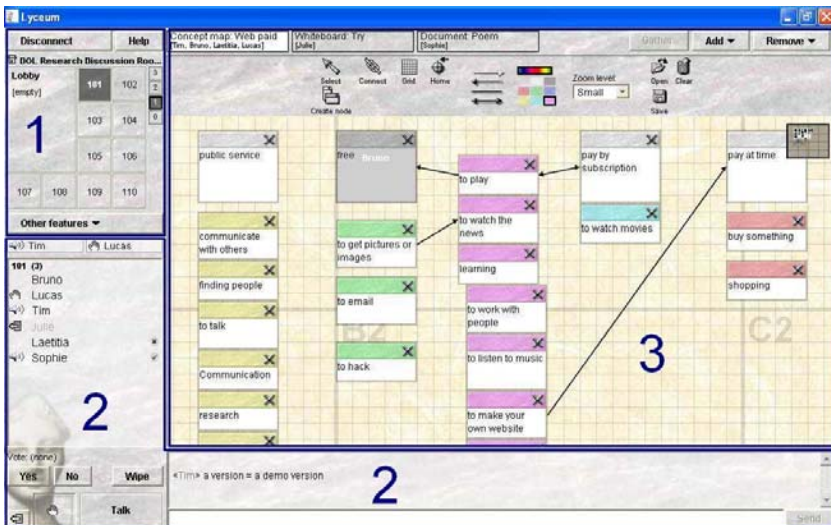 Lyceum
Disconnect
Help
Concept map: Web paid
[Tim, Bruno, Laetitia, Lucas]
Whiteboard: Try
[Julie]
Document: Poem
[Sophie]
Gather
Add
Remove
DOL Research Discussion Roo...
Lobby
[empty]
101
102
103
104
105
106
107
108
109
110
3
2
1
0
1
Other features
Select
Connect
Grid
Home
Create node
Zoom level
Small
Open
Clear
Save
public service
free
Bruno
to play
pay by
subscription
pay at time
communicate
with others
to get pictures or
images
to watch the
news
to watch movies
buy something
finding people
learning
shopping
to talk
to email
to work with
people
B2
C2
3
Communication
to hack
to listen to music
research
to make your
own website
Tim
Lucas
101 (3)
Bruno
Lucas
Tim
Julie
Laetitia
Sophie
2
Vote: (none)
Yes
No
Wipe
Talk
<Tim> a version = a demo version
2
Send